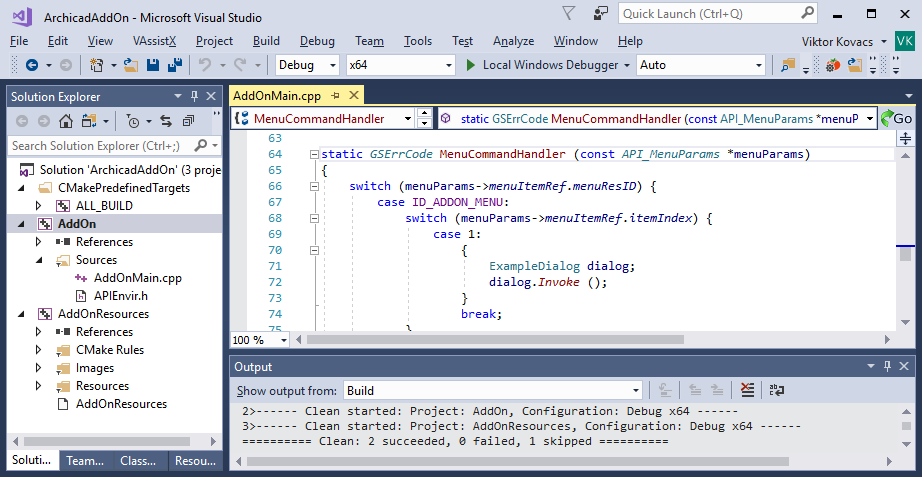 ArchicadAddOn - Microsoft Visual Studio
Quick Launch (Ctrl+Q)
File Edit View VAssistX Project Build Debug Team Tools Test Analyze Window Help
Viktor Kovacs VK
Debug x64 Local Windows Debugger Auto
Solution Explorer
Search Solution Explorer (Ctrl+;)
Solution 'ArchicadAddOn' (3 proje
CMakePredefinedTargets
ALL_BUILD
AddOn
References
Sources
AddOnMain.cpp
APIEnvir.h
AddOnResources
References
CMake Rules
Images
Resources
AddOnResources
Soluti... Team... Class... Resou...
AddOnMain.cpp
MenuCommandHandler static GSErrCode MenuCommandHandler (const API_MenuParams *menuP Go
63
64 static GSErrCode MenuCommandHandler (const API_MenuParams *menuParams)
65 {
66 switch (menuParams->menuItemRef.menuResID) {
67 case ID_ADDON_MENU:
68 switch (menuParams->menuItemRef.itemIndex) {
69 case 1:
70 {
71 ExampleDialog dialog;
72 dialog.Invoke ();
73 }
74 break;
75 }
100 %
Output
Show output from: Build
2>------ Clean started: Project: AddOn, Configuration: Debug x64 ------
3>------ Clean started: Project: AddOnResources, Configuration: Debug x64 ------
========== Clean: 2 succeeded, 0 failed, 1 skipped ==========